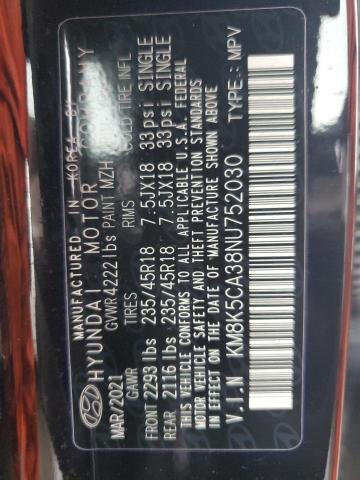 MANUFACTURED IN KOREA BY
HYUNDAI MOTOR COMPANY
MAR/2021 GVWR 4222 lbs PAINT MZH
GAWR TIRES RIMS COLD TIRE INFL
FRONT 2293 lbs 235/45R18 7.5JX18 33psi SINGLE
REAR 2116 lbs 235/45R18 7.5JX18 33psi SINGLE
THIS VEHICLE CONFORMS TO ALL APPLICABLE U.S.A. FEDERAL
MOTOR VEHICLE SAFETY AND THEFT PREVENTION STANDARDS
IN EFFECT ON THE DATE OF MANUFACTURE SHOWN ABOVE
V.I.N KM8K5CA38NU752030 TYPE: MPV